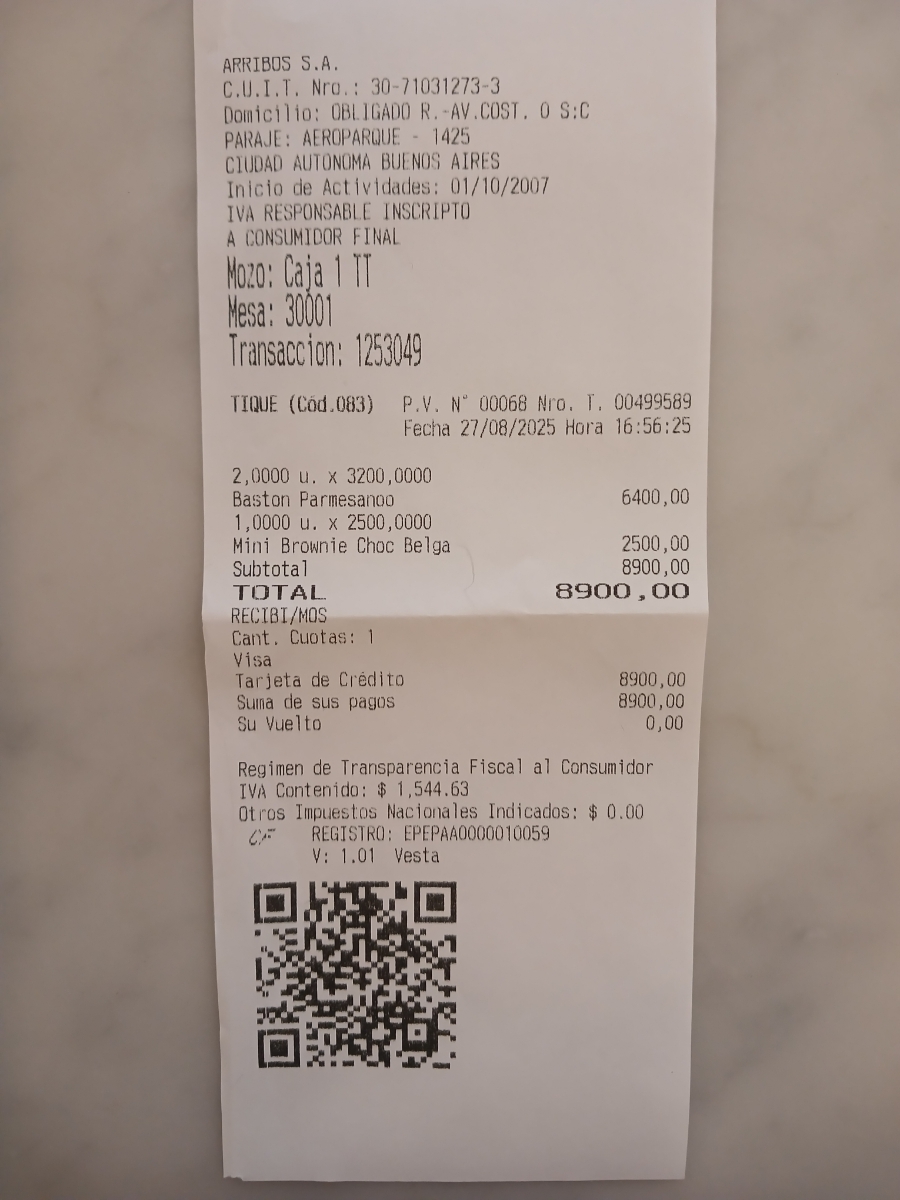 ARRIBOS S.A.
C.U.I.T. Nro.: 30-71031273-3
Domicilio: OBLIGADO R.-AV.COST. 0 S:C
PARAJE: AEROPARQUE - 1425
CIUDAD AUTONOMA BUENOS AIRES
Inicio de Actividades: 01/10/2007
IVA RESPONSABLE INSCRIPTO
A CONSUMIDOR FINAL
Mozo: Caja 1 TT
Mesa: 30001
Transaccion: 1253049
TIQUE (Cód.083) P.V. N° 00068 Nro. T. 00499589
Fecha 27/08/2025 Hora 16:56:25
2,0000 u. x 3200,0000
Baston Parmesanoo 6400,00
1,0000 u. x 2500,0000
Mini Brownie Choc Belga 2500,00
Subtotal 8900,00
TOTAL 8900,00
RECIBI/MOS
Cant. Cuotas: 1
Visa
Tarjeta de Crédito 8900,00
Suma de sus pagos 8900,00
Su Vuelto 0,00
Regimen de Transparencia Fiscal al Consumidor
IVA Contenido: $ 1,544.63
Otros Impuestos Nacionales Indicados: $ 0.00
CF REGISTRO: EPEPAA0000010059
V: 1.01 Vesta